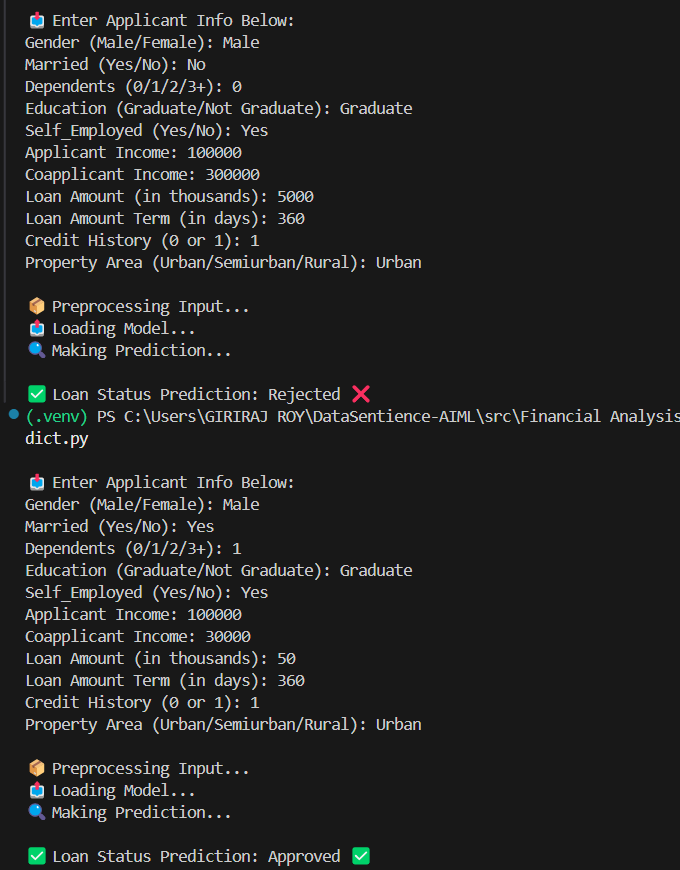 📥 Enter Applicant Info Below:
Gender (Male/Female): Male
Married (Yes/No): No
Dependents (0/1/2/3+): 0
Education (Graduate/Not Graduate): Graduate
Self_Employed (Yes/No): Yes
Applicant Income: 100000
Coapplicant Income: 300000
Loan Amount (in thousands): 5000
Loan Amount Term (in days): 360
Credit History (0 or 1): 1
Property Area (Urban/Semiurban/Rural): Urban
📦 Preprocessing Input...
📤 Loading Model...
🔍 Making Prediction...
✅ Loan Status Prediction: Rejected ❌
(.venv) PS C:\Users\GIRIRAJ ROY\DataSentience-AIML\src\Financial Analysis
dict.py
📥 Enter Applicant Info Below:
Gender (Male/Female): Male
Married (Yes/No): Yes
Dependents (0/1/2/3+): 1
Education (Graduate/Not Graduate): Graduate
Self_Employed (Yes/No): Yes
Applicant Income: 100000
Coapplicant Income: 30000
Loan Amount (in thousands): 50
Loan Amount Term (in days): 360
Credit History (0 or 1): 1
Property Area (Urban/Semiurban/Rural): Urban
📦 Preprocessing Input...
📤 Loading Model...
🔍 Making Prediction...
✅ Loan Status Prediction: Approved ✅